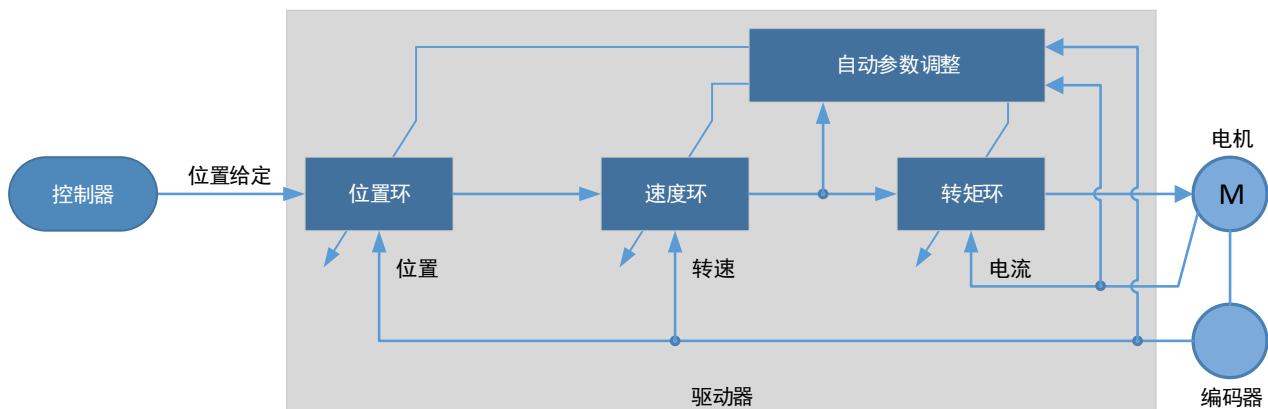 自动参数调整
电机
控制器
位置给定
位置环
速度环
转矩环
M
位置
转速
电流
驱动器
编码器